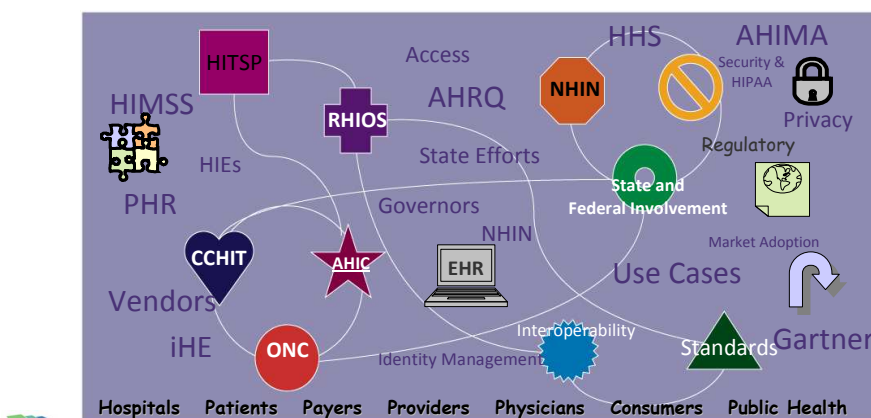 HHS
AHIMA
HITSP
Access
Security &
HIPAA
NHIN
HIMSS
AHRQ
RHIOS
Privacy
Regulatory
HIEs
State Efforts
State and
Federal Involvement
PHR
Governors
NHIN
Market Adoption
CCHIT
AHIC
EHR
Use Cases
Vendors
Interoperability
iHE
ONC
Identity Management
Standards
Gartner
Hospitals Patients Payers Providers Physicians Consumers Public Health